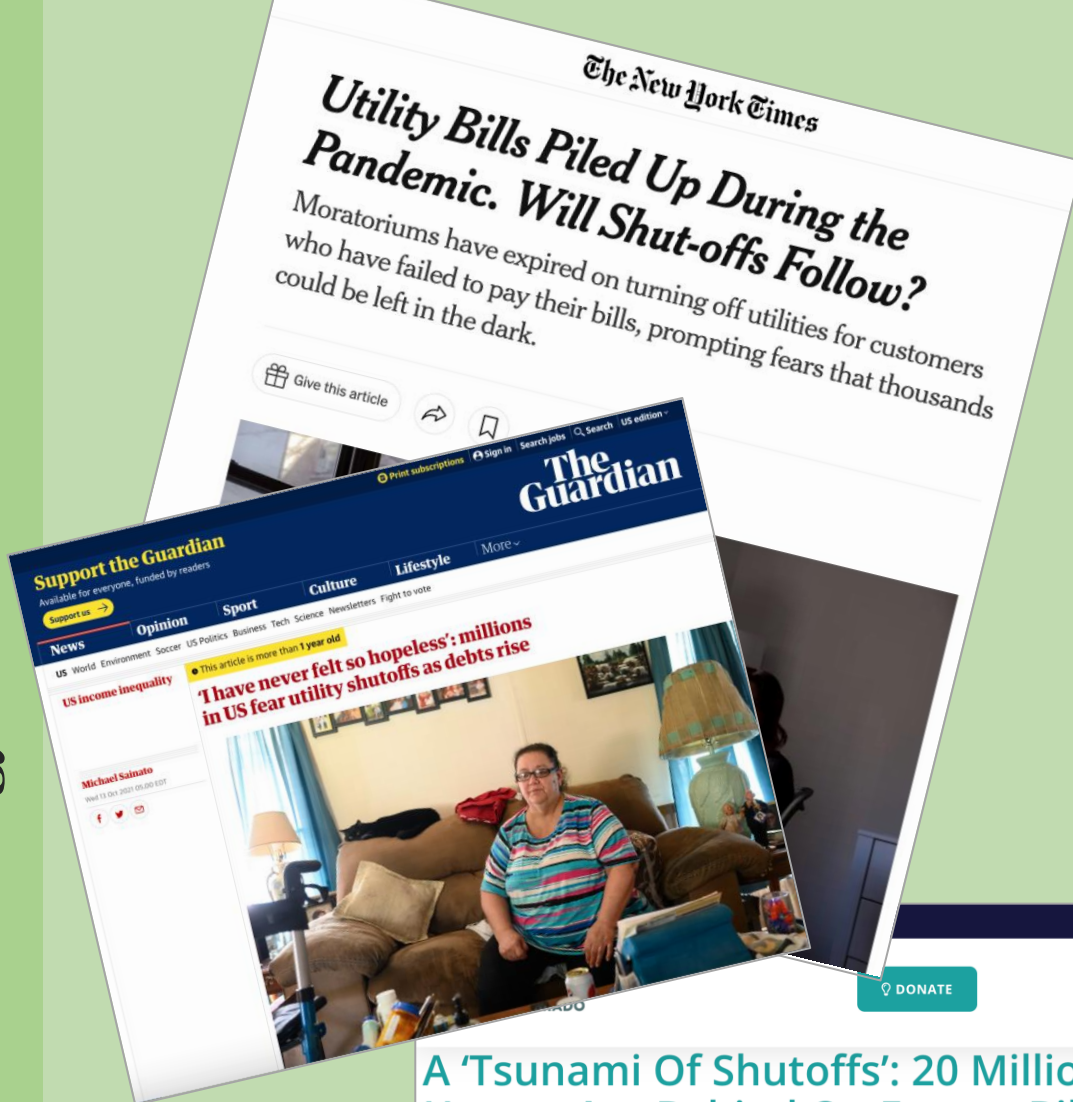 The New York Times
Utility Bills Piled Up During the
Pandemic. Will Shut-offs Follow?
Moratoriums have expired on turning off utilities for customers
who have failed to pay their bills, prompting fears that thousands
could be left in the dark.
Give this article
Print subscriptions Sign in Search jobs Search US edition
The
Guardian
Support the Guardian
Available for everyone, funded by readers
Support us
News Opinion Sport Culture Lifestyle More
US World Environment Soccer US Politics Business Tech Science Newsletters Fight to vote
This article is more than 1 year old
US income inequality
'I have never felt so hopeless': millions
in US fear utility shutoffs as debts rise
Michael Sainato
Wed 13 Oct 2021 05.00 EDT
DONATE
A 'Tsunami Of Shutoffs': 20 Millio